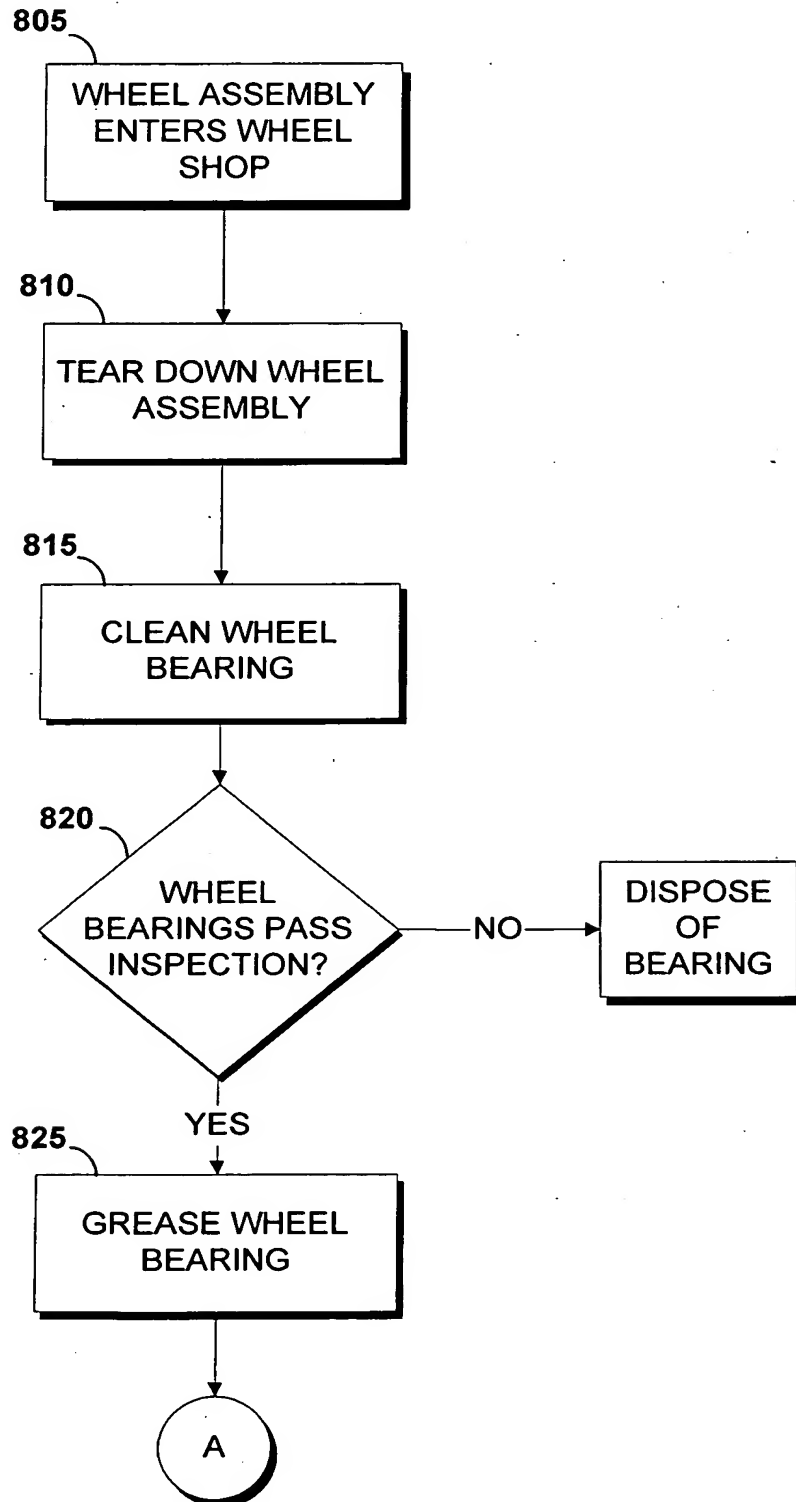 805
WHEEL ASSEMBLY
ENTERS WHEEL
SHOP
810
TEAR DOWN WHEEL
ASSEMBLY
815
CLEAN WHEEL
BEARING
820
WHEEL
BEARINGS PASS
INSPECTION?
NO
DISPOSE
OF
BEARING
YES
825
GREASE WHEEL
BEARING
A